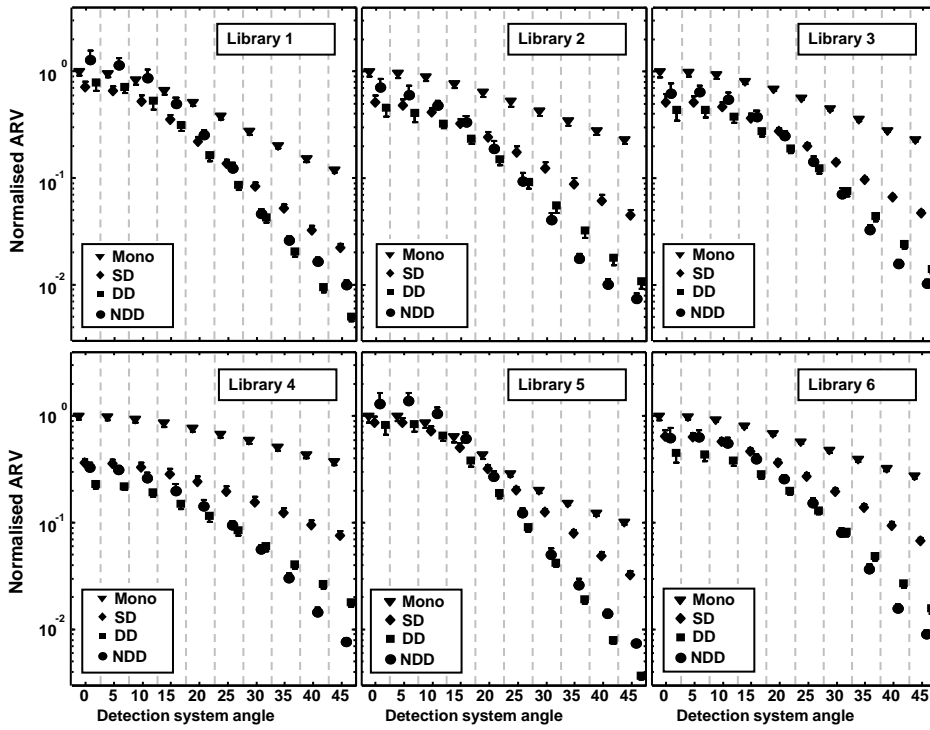 Library 1
Library 2
Library 3
Normalised ARV
10^0
10^-1
10^-2
Mono
SD
DD
NDD
Mono
SD
DD
NDD
Mono
SD
DD
NDD
Library 4
Library 5
Library 6
Normalised ARV
10^0
10^-1
10^-2
Mono
SD
DD
NDD
Mono
SD
DD
NDD
Mono
SD
DD
NDD
0 5 10 15 20 25 30 35 40 45
0 5 10 15 20 25 30 35 40 45
0 5 10 15 20 25 30 35 40 45
Detection system angle
Detection system angle
Detection system angle